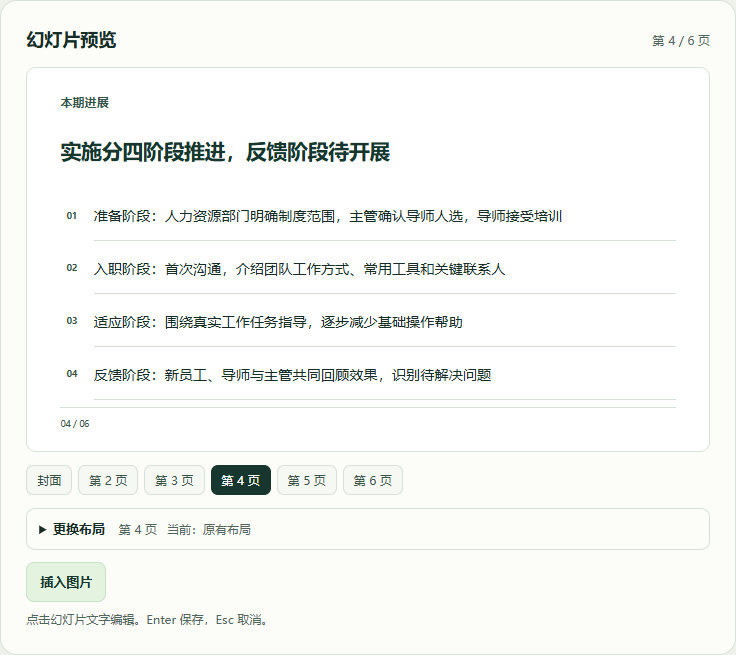 幻灯片预览
第 4 / 6 页
本期进展
实施分四阶段推进，反馈阶段待开展
01 准备阶段：人力资源部门明确制度范围，主管确认导师人选，导师接受培训
02 入职阶段：首次沟通，介绍团队工作方式、常用工具和关键联系人
03 适应阶段：围绕真实工作任务指导，逐步减少基础操作帮助
04 反馈阶段：新员工、导师与主管共同回顾效果，识别待解决问题
04 / 06
封面 第 2 页 第 3 页 第 4 页 第 5 页 第 6 页
▶ 更换布局 第 4 页 当前：原有布局
插入图片
点击幻灯片文字编辑。Enter 保存，Esc 取消。